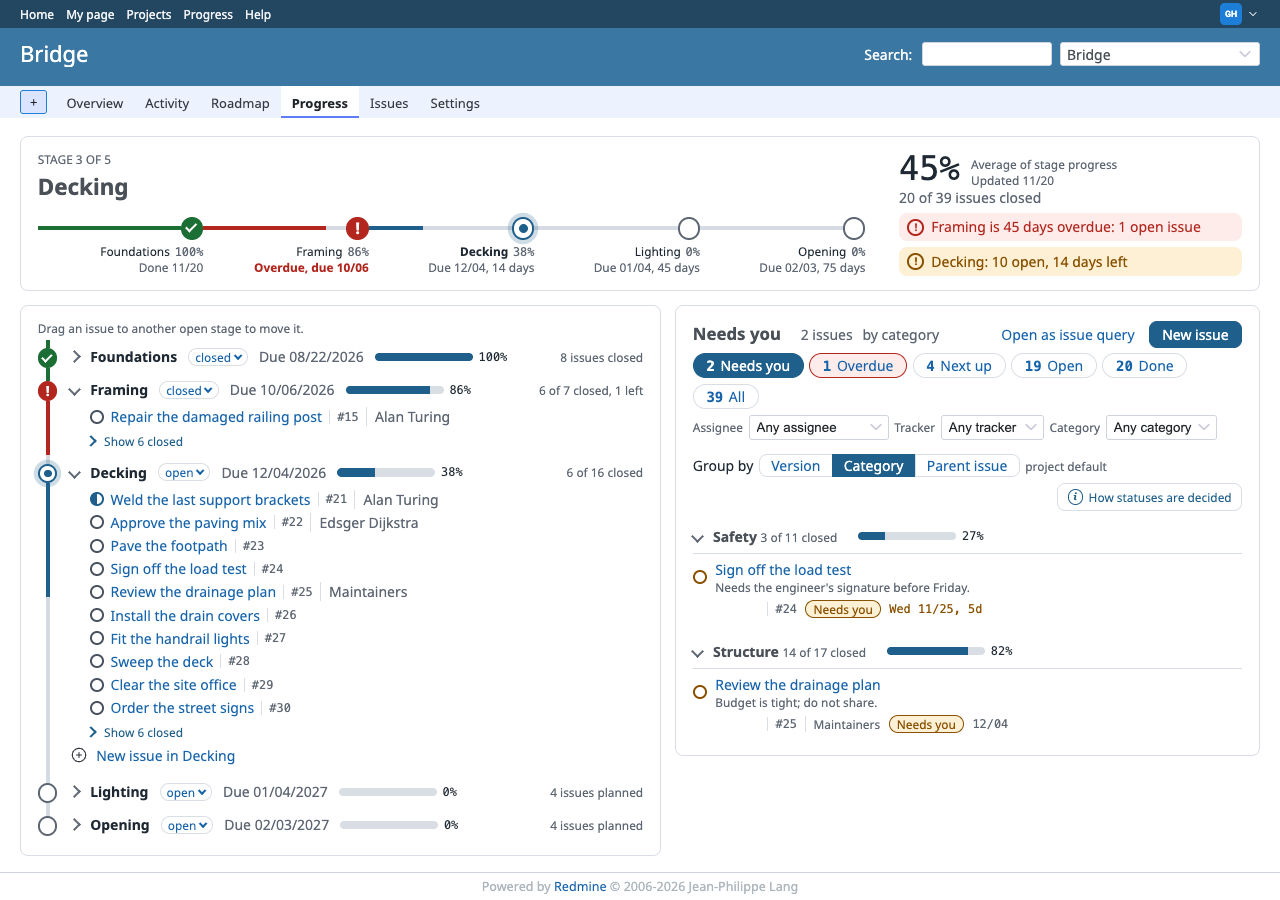 Home My page Projects Progress Help GH
Bridge Search: Bridge
+ Overview Activity Roadmap Progress Issues Settings
STAGE 3 OF 5
Decking
Foundations 100%
Done 11/20
Framing 86%
Overdue, due 10/06
Decking 38%
Due 12/04, 14 days
Lighting 0%
Due 01/04, 45 days
Opening 0%
Due 02/03, 75 days
45% Average of stage progress
Updated 11/20
20 of 39 issues closed
Framing is 45 days overdue: 1 open issue
Decking: 10 open, 14 days left
Drag an issue to another open stage to move it.
Foundations closed Due 08/22/2026 100% 8 issues closed
Framing closed Due 10/06/2026 86% 6 of 7 closed, 1 left
Repair the damaged railing post #15 Alan Turing
Show 6 closed
Decking open Due 12/04/2026 38% 6 of 16 closed
Weld the last support brackets #21 Alan Turing
Approve the paving mix #22 Edsger Dijkstra
Pave the footpath #23
Sign off the load test #24
Review the drainage plan #25 Maintainers
Install the drain covers #26
Fit the handrail lights #27
Sweep the deck #28
Clear the site office #29
Order the street signs #30
Show 6 closed
New issue in Decking
Lighting open Due 01/04/2027 0% 4 issues planned
Opening open Due 02/03/2027 0% 4 issues planned
Needs you 2 issues by category Open as issue query New issue
2 Needs you 1 Overdue 4 Next up 19 Open 20 Done
39 All
Assignee Any assignee Tracker Any tracker Category Any category
Group by Version Category Parent issue project default
How statuses are decided
Safety 3 of 11 closed 27%
Sign off the load test
Needs the engineer's signature before Friday.
#24 Needs you Wed 11/25, 5d
Structure 14 of 17 closed 82%
Review the drainage plan
Budget is tight; do not share.
#25 Maintainers Needs you 12/04
Powered by Redmine © 2006-2026 Jean-Philippe Lang